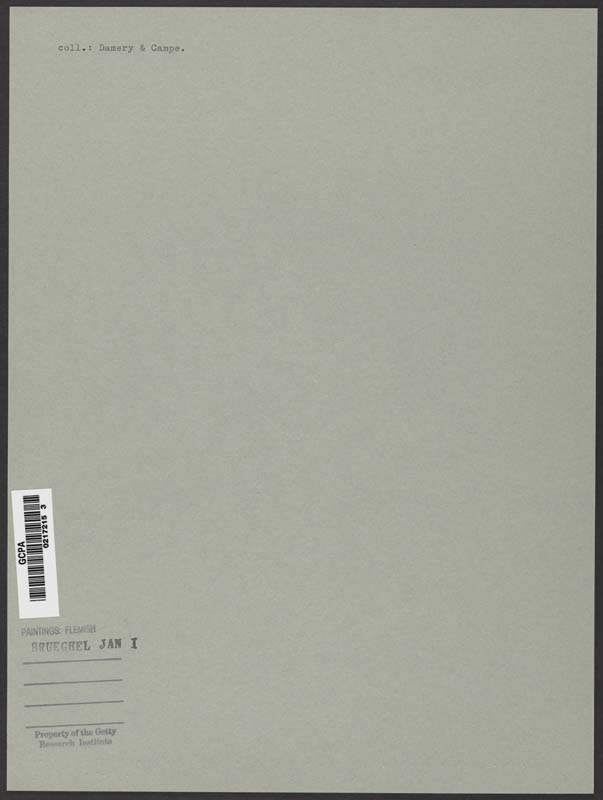 coll.: Damery & Campe.
GCPA
0217215 3
PAINTINGS: FLEMISH
BRUEGHEL JAN I
Property of the Getty
Research Institute